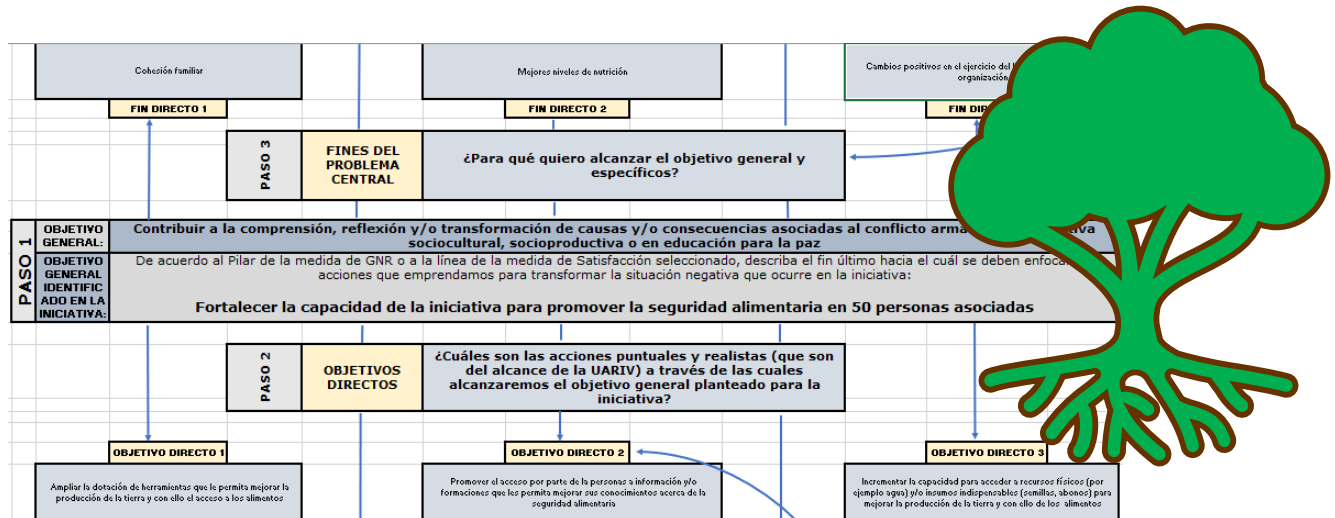 Cohesión familiar
Mejores niveles de nutrición
Cambios positivos en el ejercicio del
organización
FIN DIRECTO 1
FIN DIRECTO 2
FIN
PASO 3
FINES DEL
PROBLEMA
CENTRAL
¿Para qué quiero alcanzar el objetivo general y
específicos?
PASO 1
OBJETIVO
GENERAL:
Contribuir a la comprensión, reflexión y/o transformación de causas y/o consecuencias asociadas al conflicto
sociocultural, socioproductiva o en educación para la paz
OBJETIVO
GENERAL
IDENTIFIC
ADO EN LA
INICIATIVA:
De acuerdo al Pilar de la medida de GNR o a la línea de la medida de Satisfacción seleccionado, describa el fin último hacia el cuál se deben
acciones que emprendamos para transformar la situación negativa que ocurre en la iniciativa:
Fortalecer la capacidad de la iniciativa para promover la seguridad alimentaria en 50 personas asociadas
PASO 2
OBJETIVOS
DIRECTOS
¿Cuáles son las acciones puntuales y realistas (que son
del alcance de la UARIV) a través de las cuales
alcanzaremos el objetivo general planteado para la
iniciativa?
OBJETIVO DIRECTO 1
OBJETIVO DIRECTO 2
OBJETIVO DIRECTO 3
Ampliar la dotación de herramientas que le permita mejorar la
producción de la tierra y con ello el acceso a los alimentos
Promover el acceso por parte de la personas a información y/o
formaciones que les permita mejorar sus conocimientos acerca de la
seguridad alimentaria
Incrementar la capacidad para acceder a recursos físicos (por
ejemplo agua) y/o insumos indispensables (semillas, abonos) para
mejorar la producción de la tierra y con ello de los alimentos